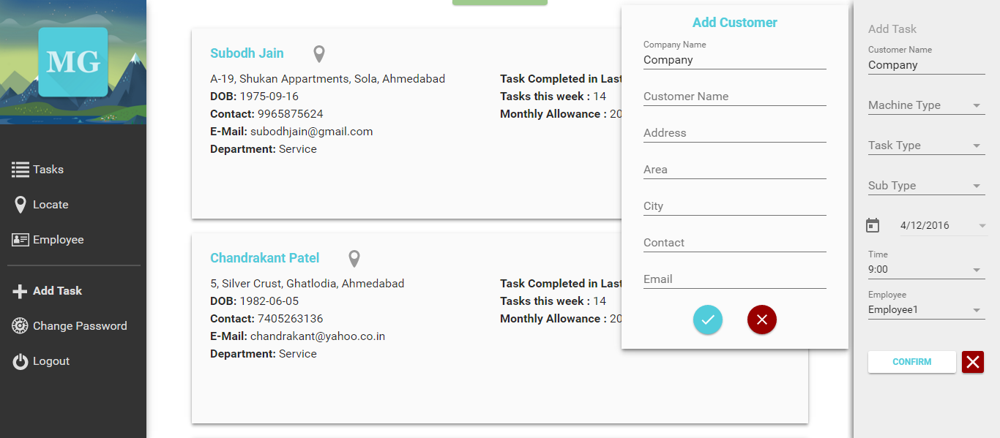 MG
Tasks
Locate
Employee
Add Task
Change Password
Logout
Subodh Jain
A-19, Shukan Appartments, Sola, Ahmedabad
DOB: 1975-09-16
Contact: 9965875624
E-Mail: subodhjain@gmail.com
Department: Service
Task Completed in Last
Tasks this week : 14
Monthly Allowance : 20
Chandrakant Patel
5, Silver Crust, Ghatlodia, Ahmedabad
DOB: 1982-06-05
Contact: 7405263136
E-Mail: chandrakant@yahoo.co.in
Department: Service
Task Completed in Last
Tasks this week : 14
Monthly Allowance : 20
Add Customer
Company Name
Company
Customer Name
Address
Area
City
Contact
Email
Add Task
Customer Name
Company
Machine Type
Task Type
Sub Type
4/12/2016
Time
9:00
Employee
Employee1
CONFIRM